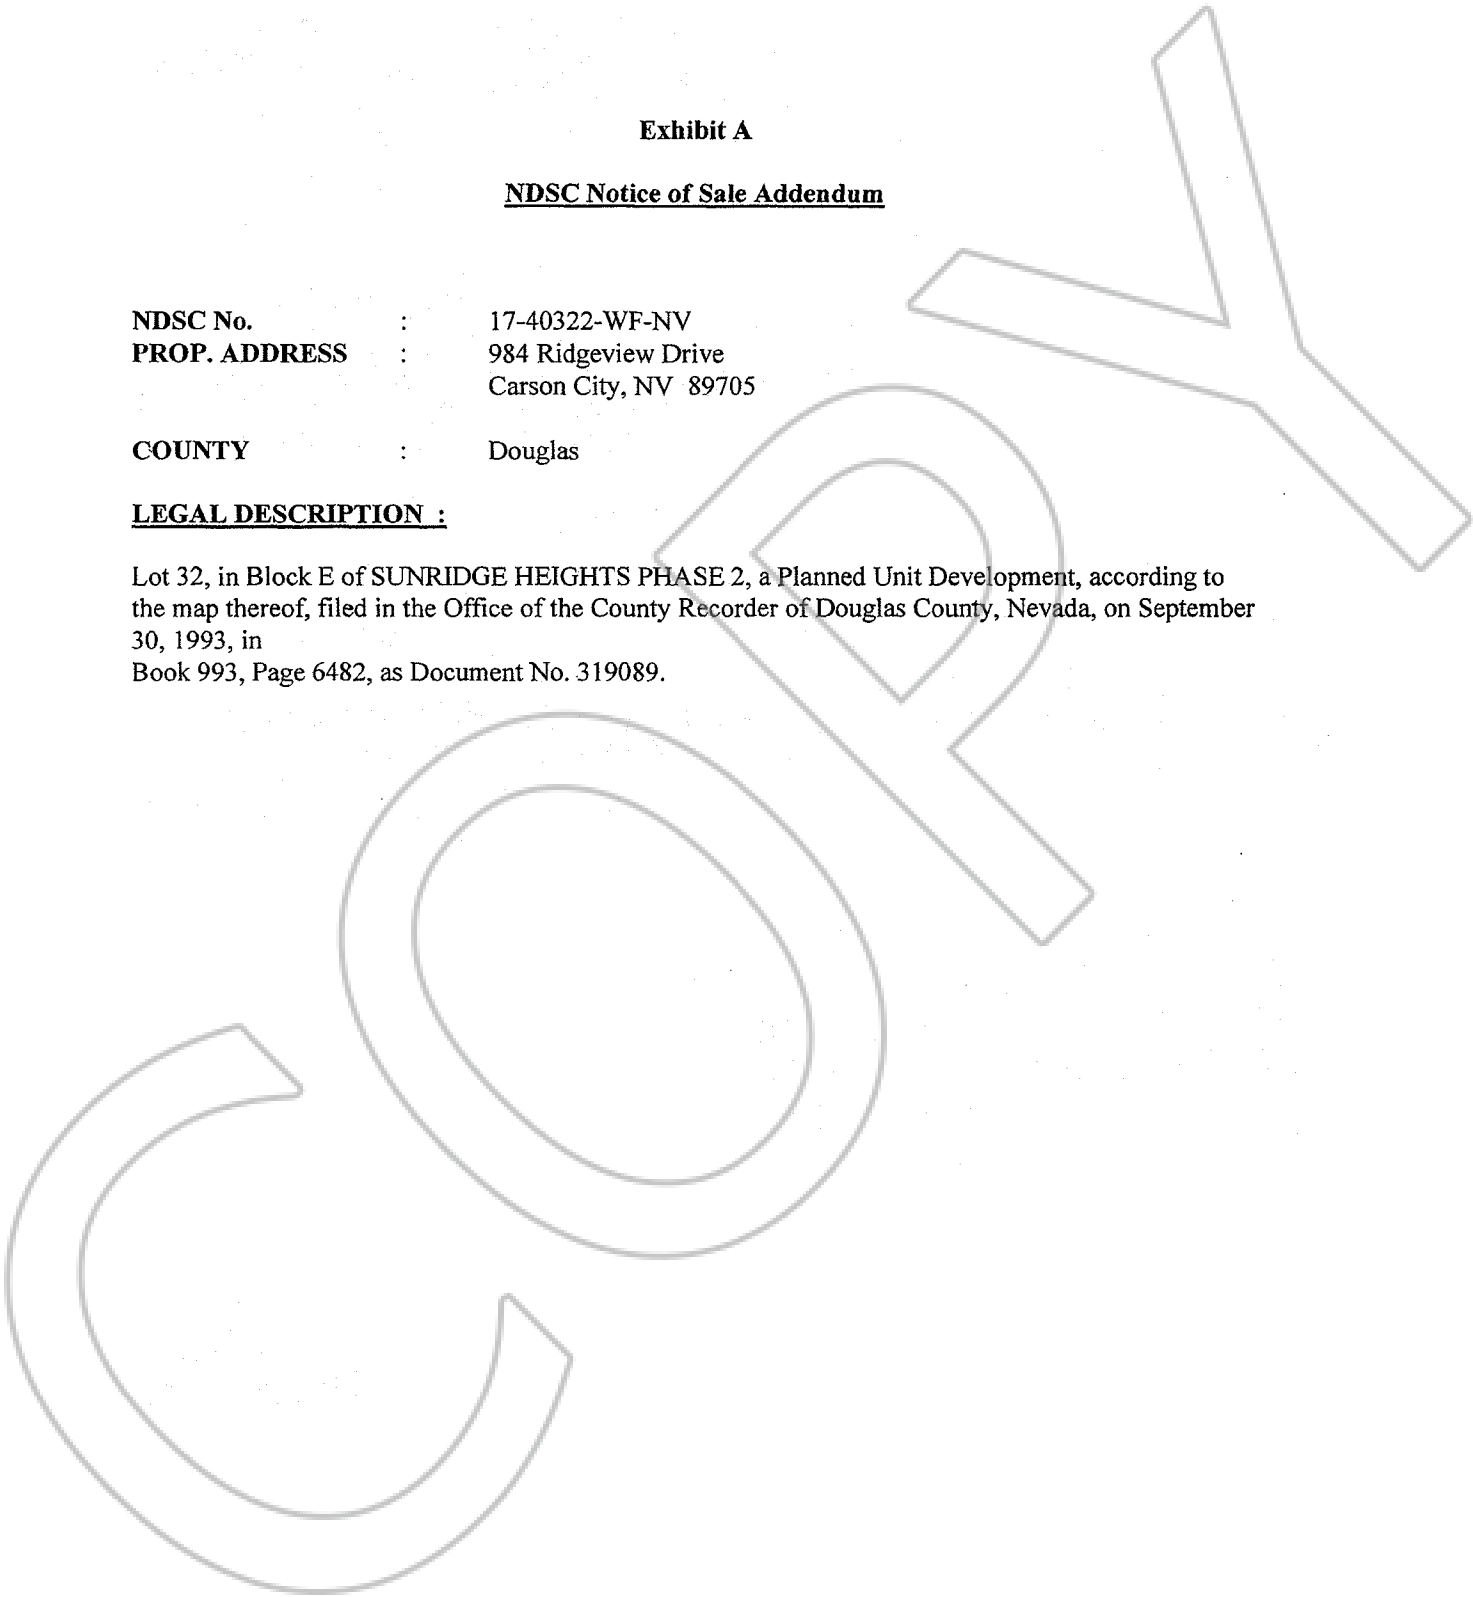 Exhibit A
NDSC Notice of Sale Addendum
NDSC No. : 17-40322-WF-NV
PROP. ADDRESS : 984 Ridgeview Drive
Carson City, NV 89705
COUNTY : Douglas
LEGAL DESCRIPTION :
Lot 32, in Block E of SUNRIDGE HEIGHTS PHASE 2, a Planned Unit Development, according to
the map thereof, filed in the Office of the County Recorder of Douglas County, Nevada, on September
30, 1993, in
Book 993, Page 6482, as Document No. 319089.
COPY